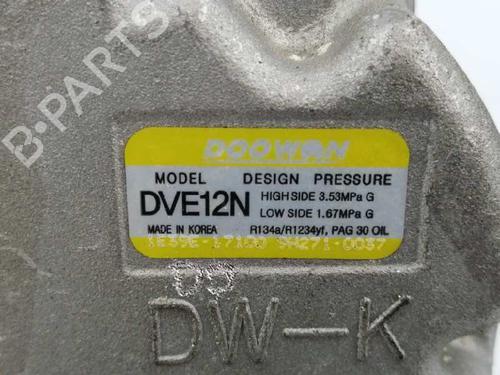 B-PARTS
DOOWON
MODEL DESIGN PRESSURE
DVE12N HIGH SIDE 3.53MPa G
LOW SIDE 1.67MPa G
MADE IN KOREA R134a/R1234yf, PAG 30 OIL
DW-K